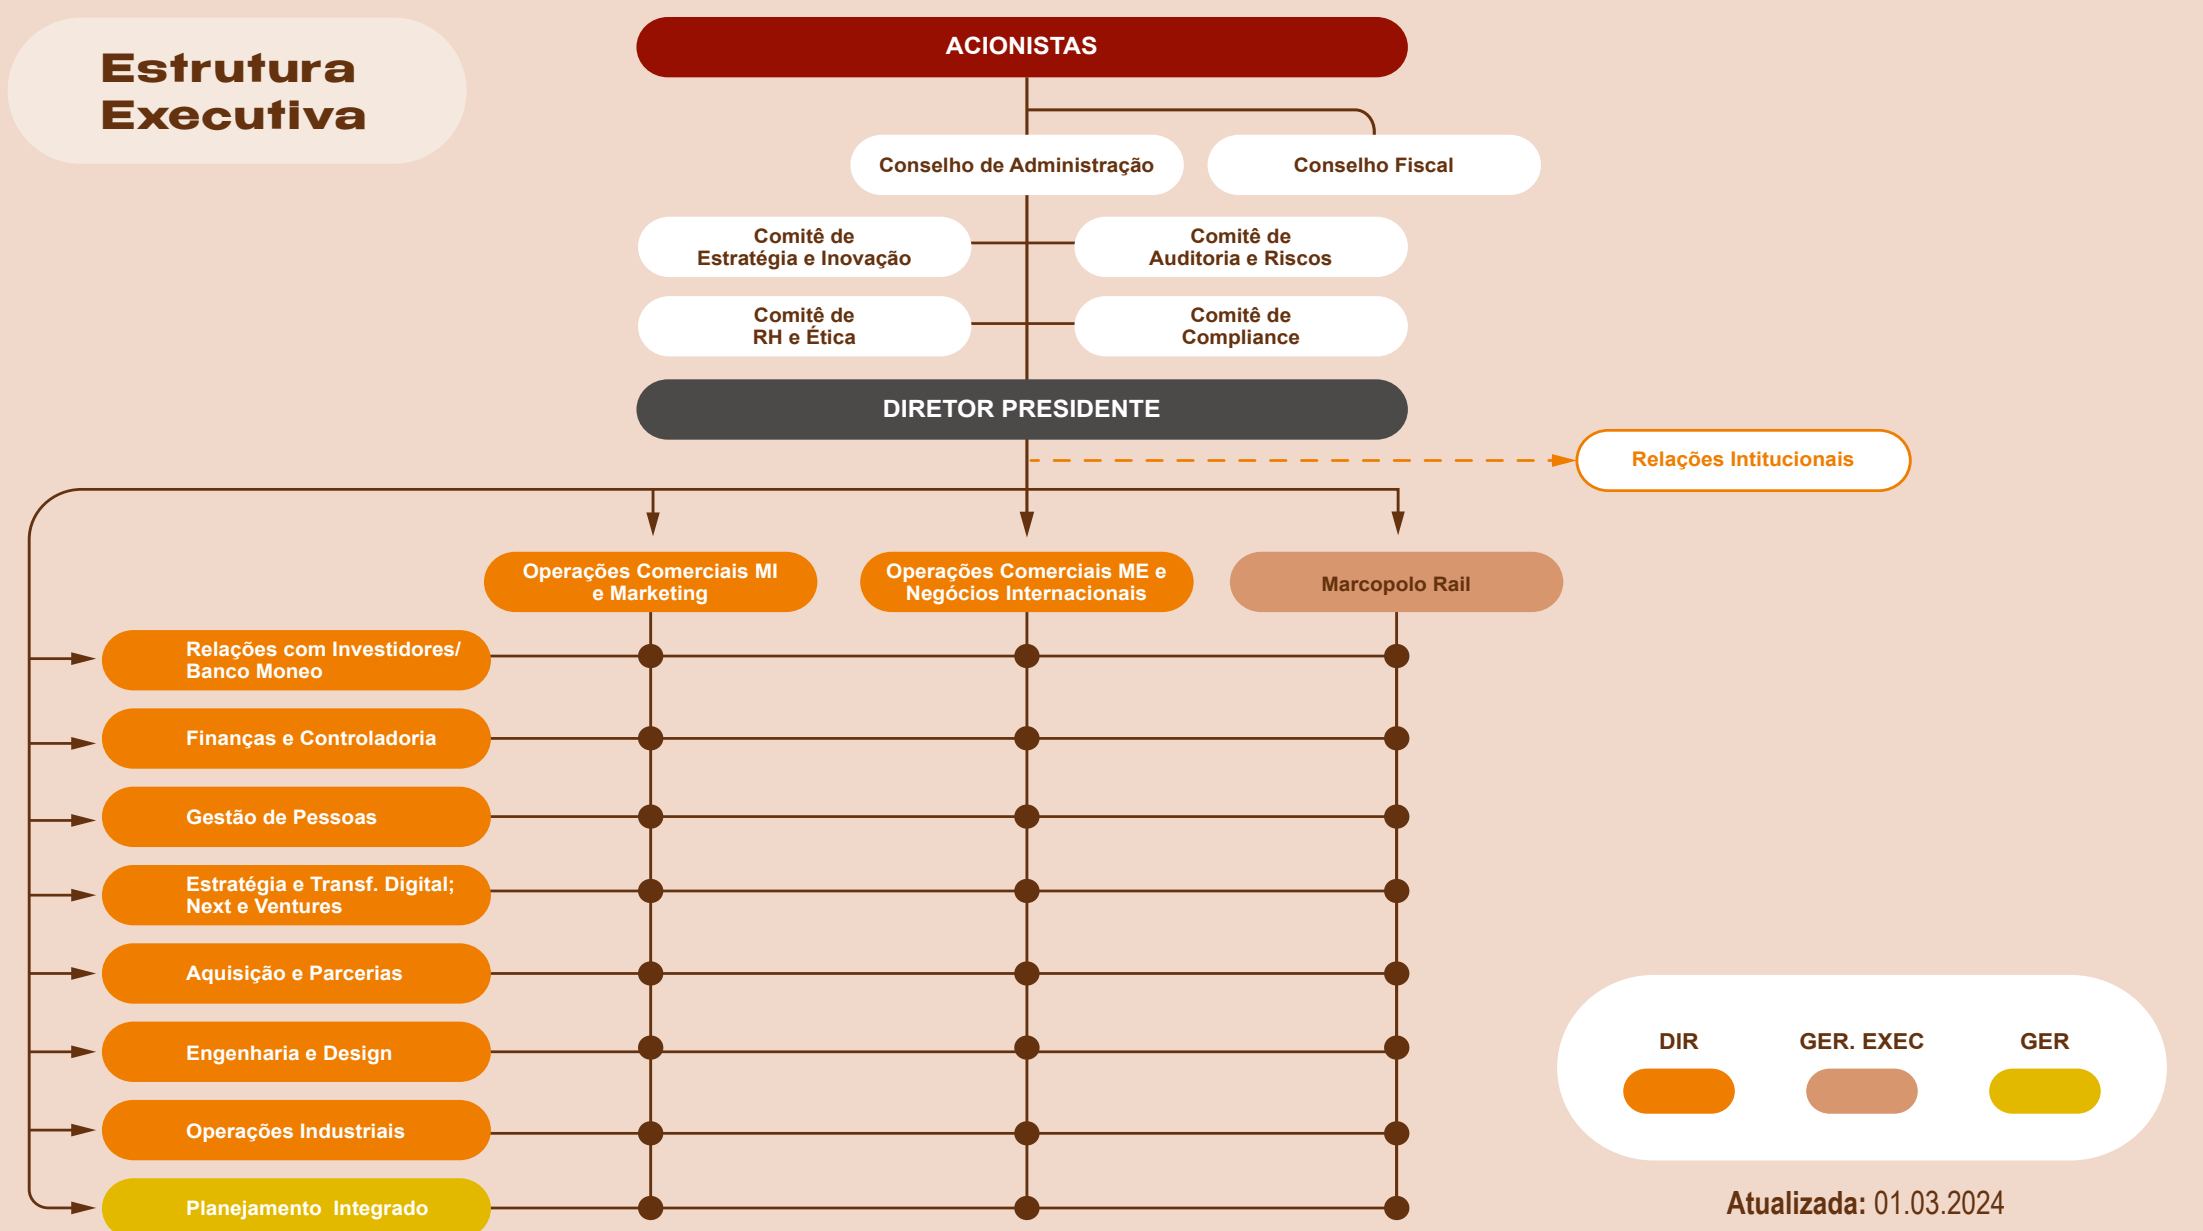 Estrutura
Executiva
ACIONISTAS
Conselho de Administração
Conselho Fiscal
Comitê de
Estratégia e Inovação
Comitê de
Auditoria e Riscos
Comitê de
RH e Ética
Comitê de
Compliance
DIRETOR PRESIDENTE
Relações Intitucionais
Operações Comerciais MI
e Marketing
Operações Comerciais ME e
Negócios Internacionais
Marcopolo Rail
Relações com Investidores/
Banco Moneo
Finanças e Controladoria
Gestão de Pessoas
Estratégia e Transf. Digital;
Next e Ventures
Aquisição e Parcerias
Engenharia e Design
Operações Industriais
Planejamento Integrado
DIR
GER. EXEC
GER
Atualizada: 01.03.2024